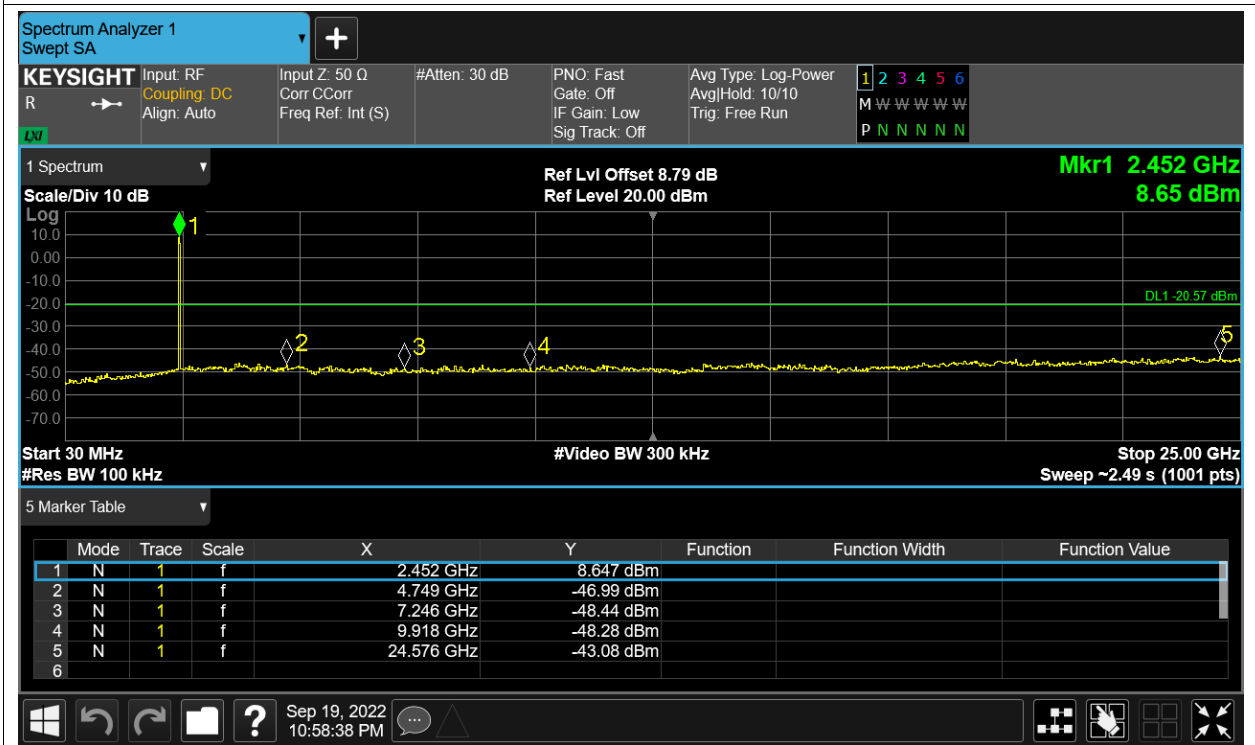 Spectrum Analyzer 1
Swept SA
KEYSIGHT
R
LXI
Input: RF
Coupling: DC
Align: Auto
Input Z: 50 Ω
Corr CCorr
Freq Ref: Int (S)
#Atten: 30 dB
PNO: Fast
Gate: Off
IF Gain: Low
Sig Track: Off
Avg Type: Log-Power
Avg|Hold: 10/10
Trig: Free Run
1 2 3 4 5 6
M W W W W W
P N N N N N
1 Spectrum
Scale/Div 10 dB
Ref Lvl Offset 8.79 dB
Ref Level 20.00 dBm
Mkr1 2.452 GHz
8.65 dBm
Log
10.0
0.00
-10.0
-20.0
-30.0
-40.0
-50.0
-60.0
-70.0
1
2
3
4
5
DL1 -20.57 dBm
Start 30 MHz
#Video BW 300 kHz
Stop 25.00 GHz
#Res BW 100 kHz
Sweep ~2.49 s (1001 pts)
5 Marker Table
Mode Trace Scale X Y Function Function Width Function Value
1 N 1 f 2.452 GHz 8.647 dBm
2 N 1 f 4.749 GHz -46.99 dBm
3 N 1 f 7.246 GHz -48.44 dBm
4 N 1 f 9.918 GHz -48.28 dBm
5 N 1 f 24.576 GHz -43.08 dBm
6
?
Sep 19, 2022
10:58:38 PM